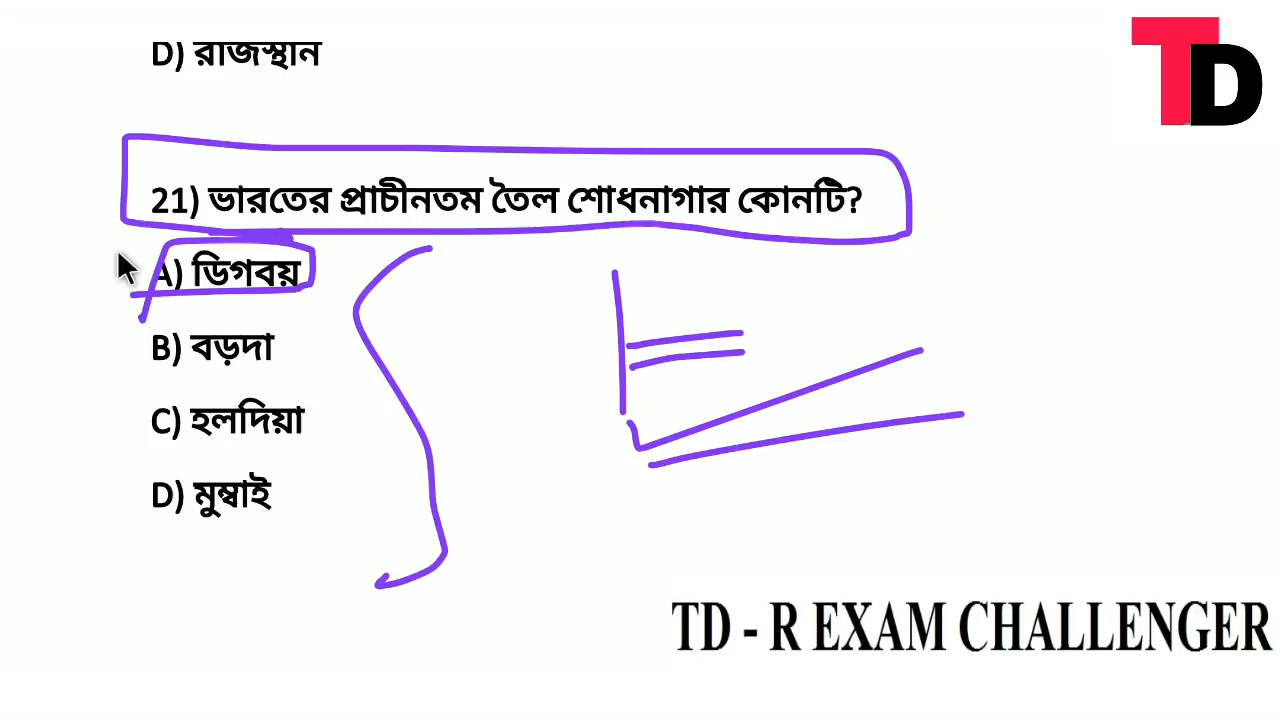 D) রাজস্থান
TD
21) ভারতের প্রাচীনতম তৈল শোধনাগার কোনটি?
A) ডিগবয়
B) বড়দা
C) হলদিয়া
D) মুম্বাই
TD - R EXAM CHALLENGER